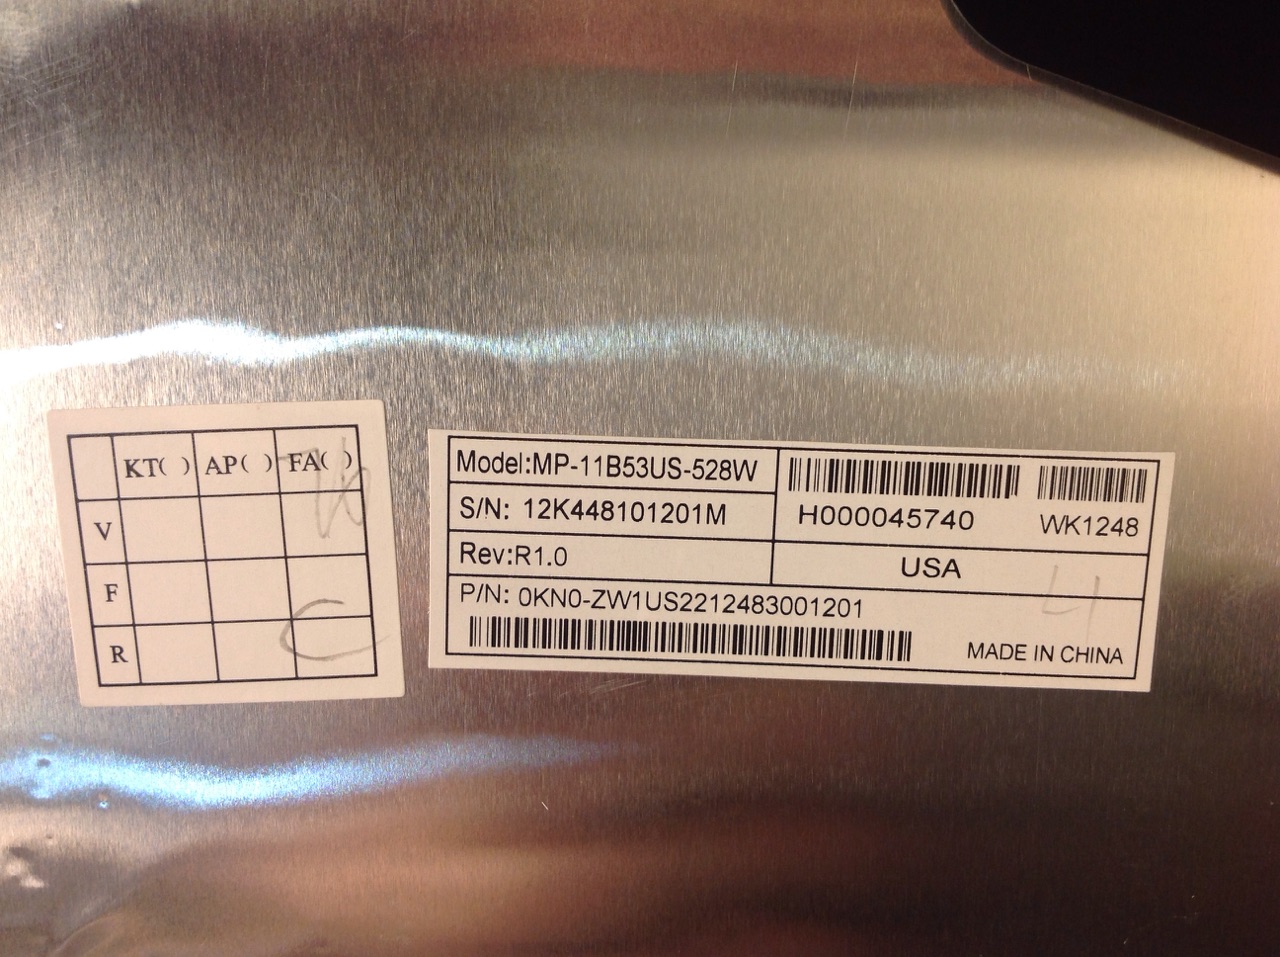 KT( ) AP( ) FA( )
V
F
R
C
Model:MP-11B53US-528W
S/N: 12K448101201M
Rev:R1.0
P/N: 0KN0-ZW1US2212483001201
H000045740 WK1248
USA
MADE IN CHINA